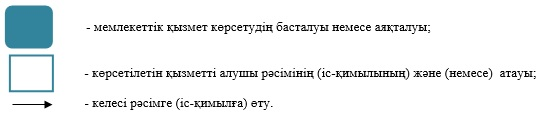 - мемлекеттік қызмет көрсетудің басталуы немесе аяқталуы;
- көрсетілетін қызметті алушы рәсімінің (іс-қимылының) және (немесе) атауы;
- келесі рәсімге (іс-қимылға) өту.